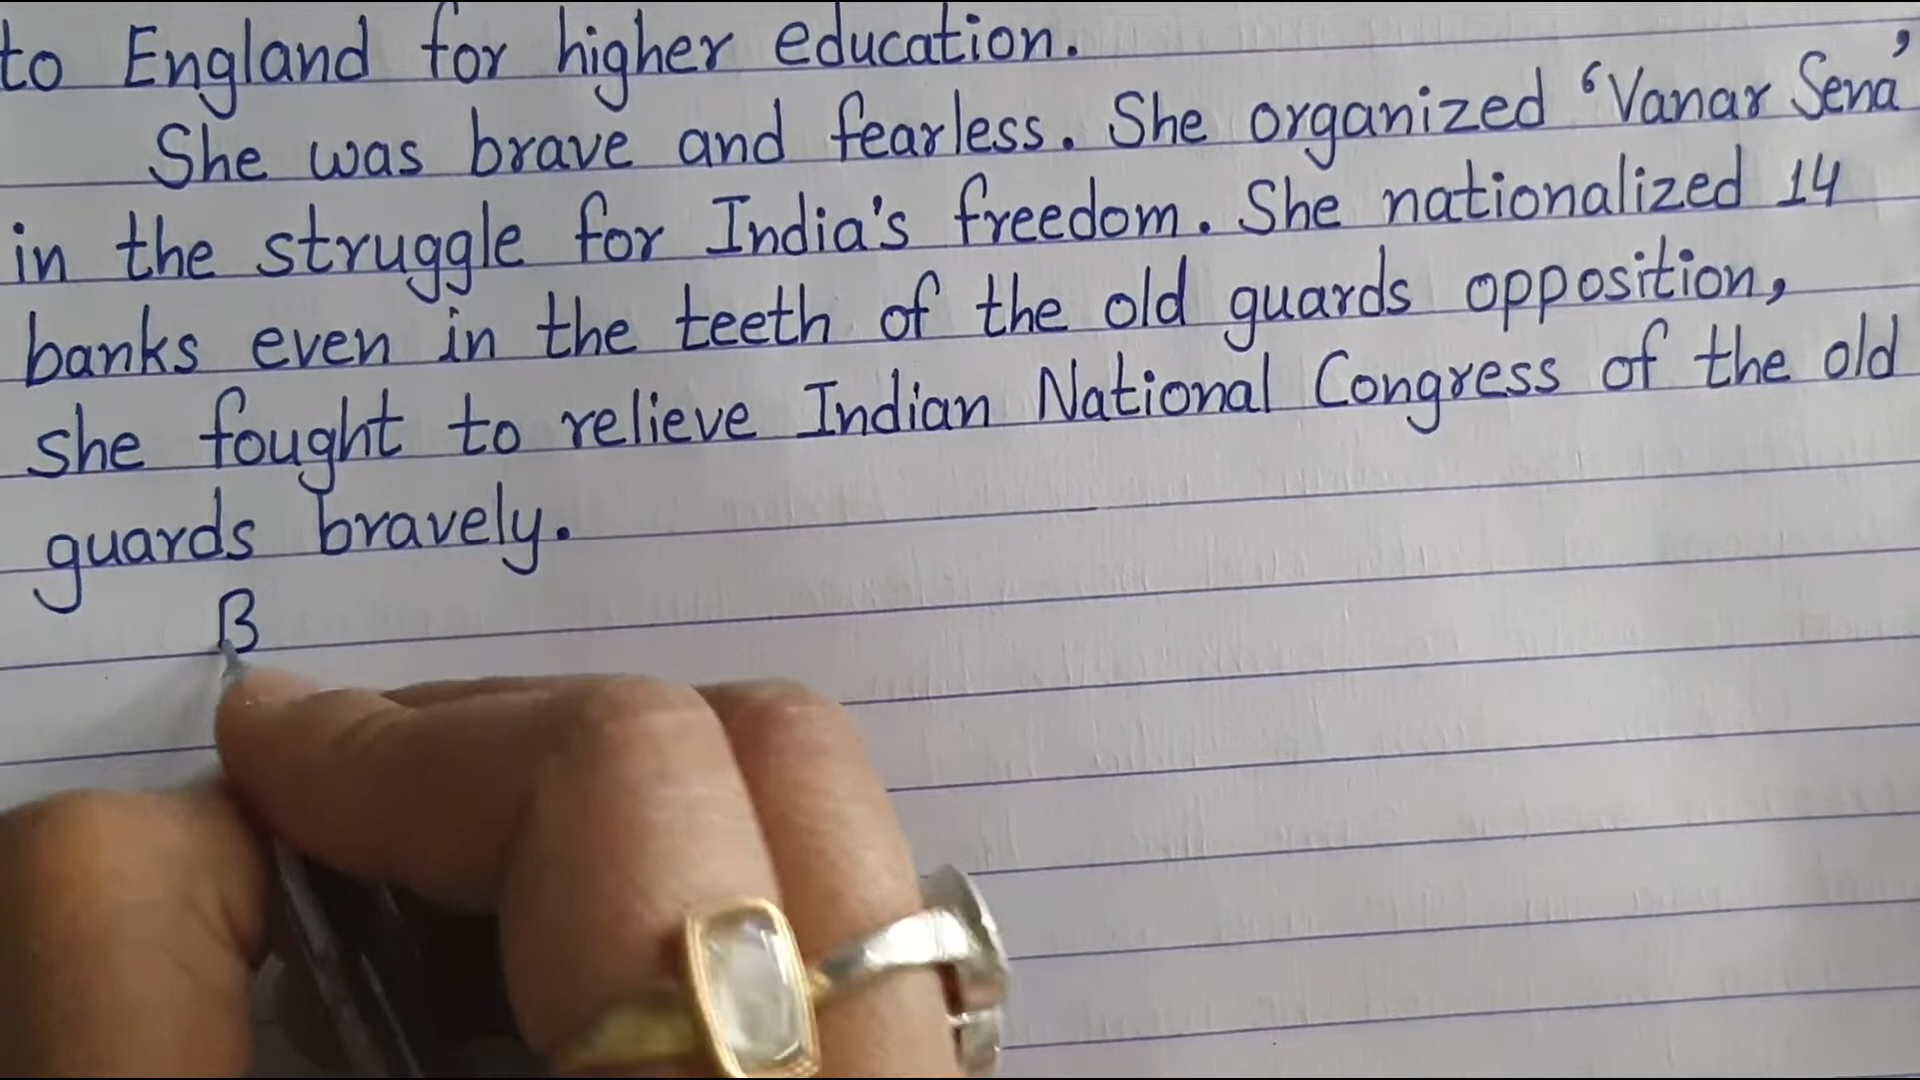 to England for higher education.
She was brave and fearless. She organized ‘Vanar Sena’
in the struggle for India's freedom. She nationalized 14
banks even in the teeth of the old guards opposition,
she fought to relieve Indian National Congress of the old
guards bravely.
B